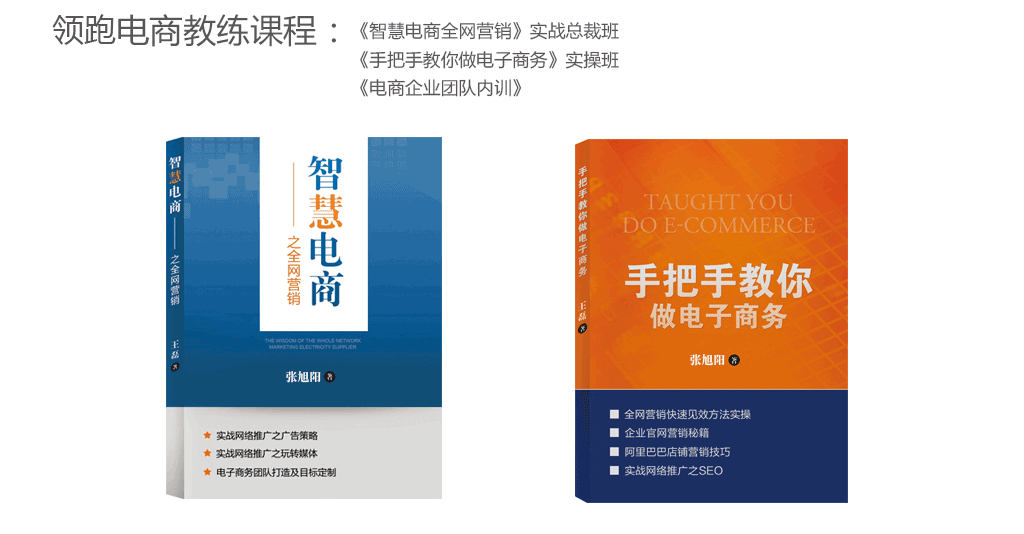 领跑电商教练课程：
《智慧电商全网营销》实战总裁班
《手把手教你做电子商务》实操班
《电商企业团队内训》
智慧电商——之全网营销
王磊 著
智慧电商
——之全网营销
THE WISDOM OF THE WHOLE NETWORK
MARKETING ELECTRICITY SUPPLIER
张旭阳 著
实战网络推广之广告策略
实战网络推广之玩转媒体
电子商务团队打造及目标定制
手把手教你做电子商务
王磊 著
TAUGHT YOU
DO E-COMMERCE
手把手教你
做电子商务
张旭阳 著
全网营销快速见效方法实操
企业官网营销秘籍
阿里巴巴店铺营销技巧
实战网络推广之SEO